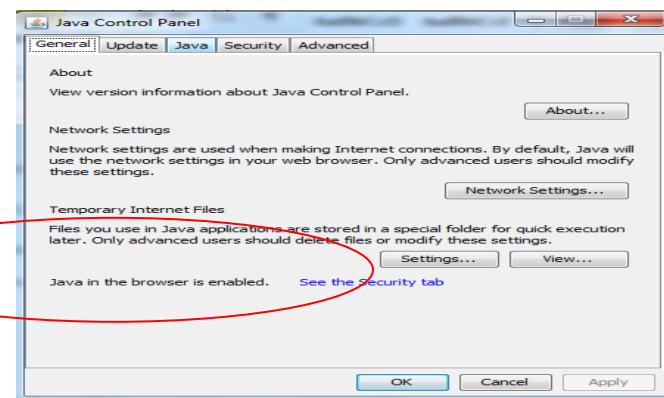 Java Control Panel
General Update Java Security Advanced
About
View version information about Java Control Panel.
About...
Network Settings
Network settings are used when making Internet connections. By default, Java will
use the network settings in your web browser. Only advanced users should modify
these settings.
Network Settings...
Temporary Internet Files
Files you use in Java applications are stored in a special folder for quick execution
later. Only advanced users should delete files or modify these settings.
Settings... View...
Java in the browser is enabled. See the Security tab
OK Cancel Apply